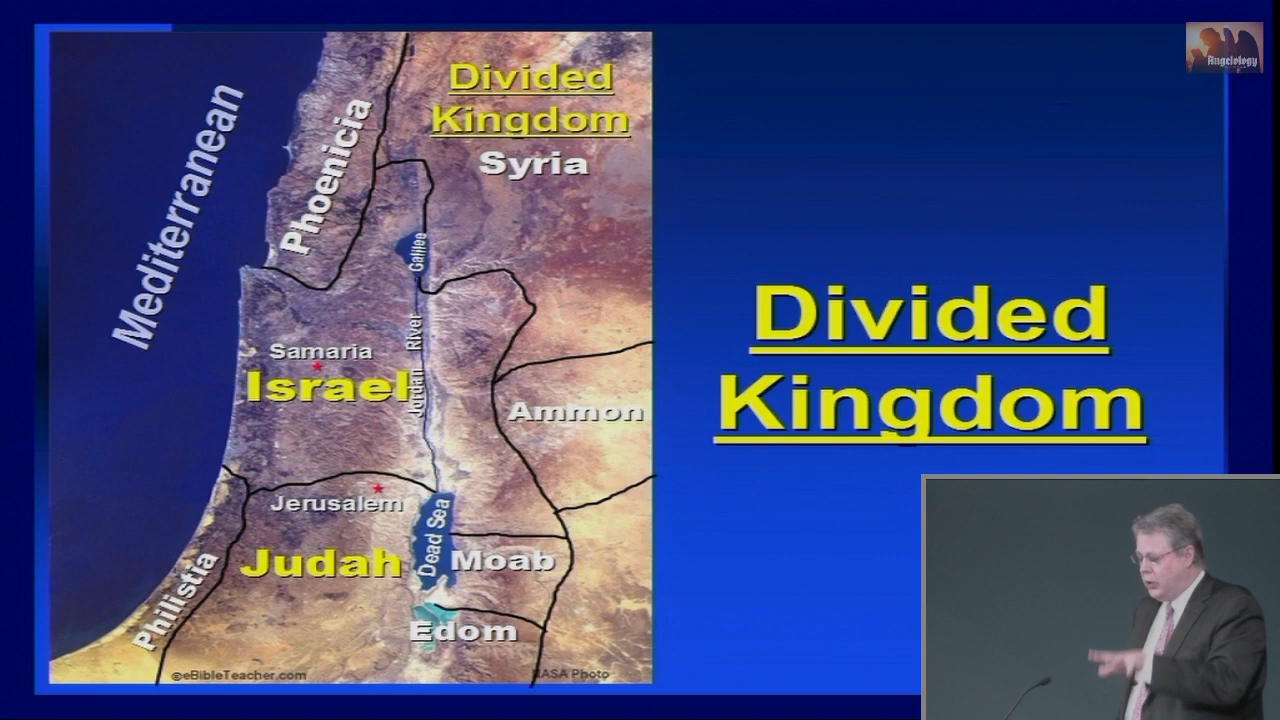 Angelology
Divided
Kingdom
Syria
Mediterranean
Phoenicia
Galilee
Jordan River
Samaria
Israel
Ammon
Jerusalem
Dead Sea
Judah
Moab
Philistia
Edom
©eBibleTeacher.com
NASA Photo
Divided
Kingdom